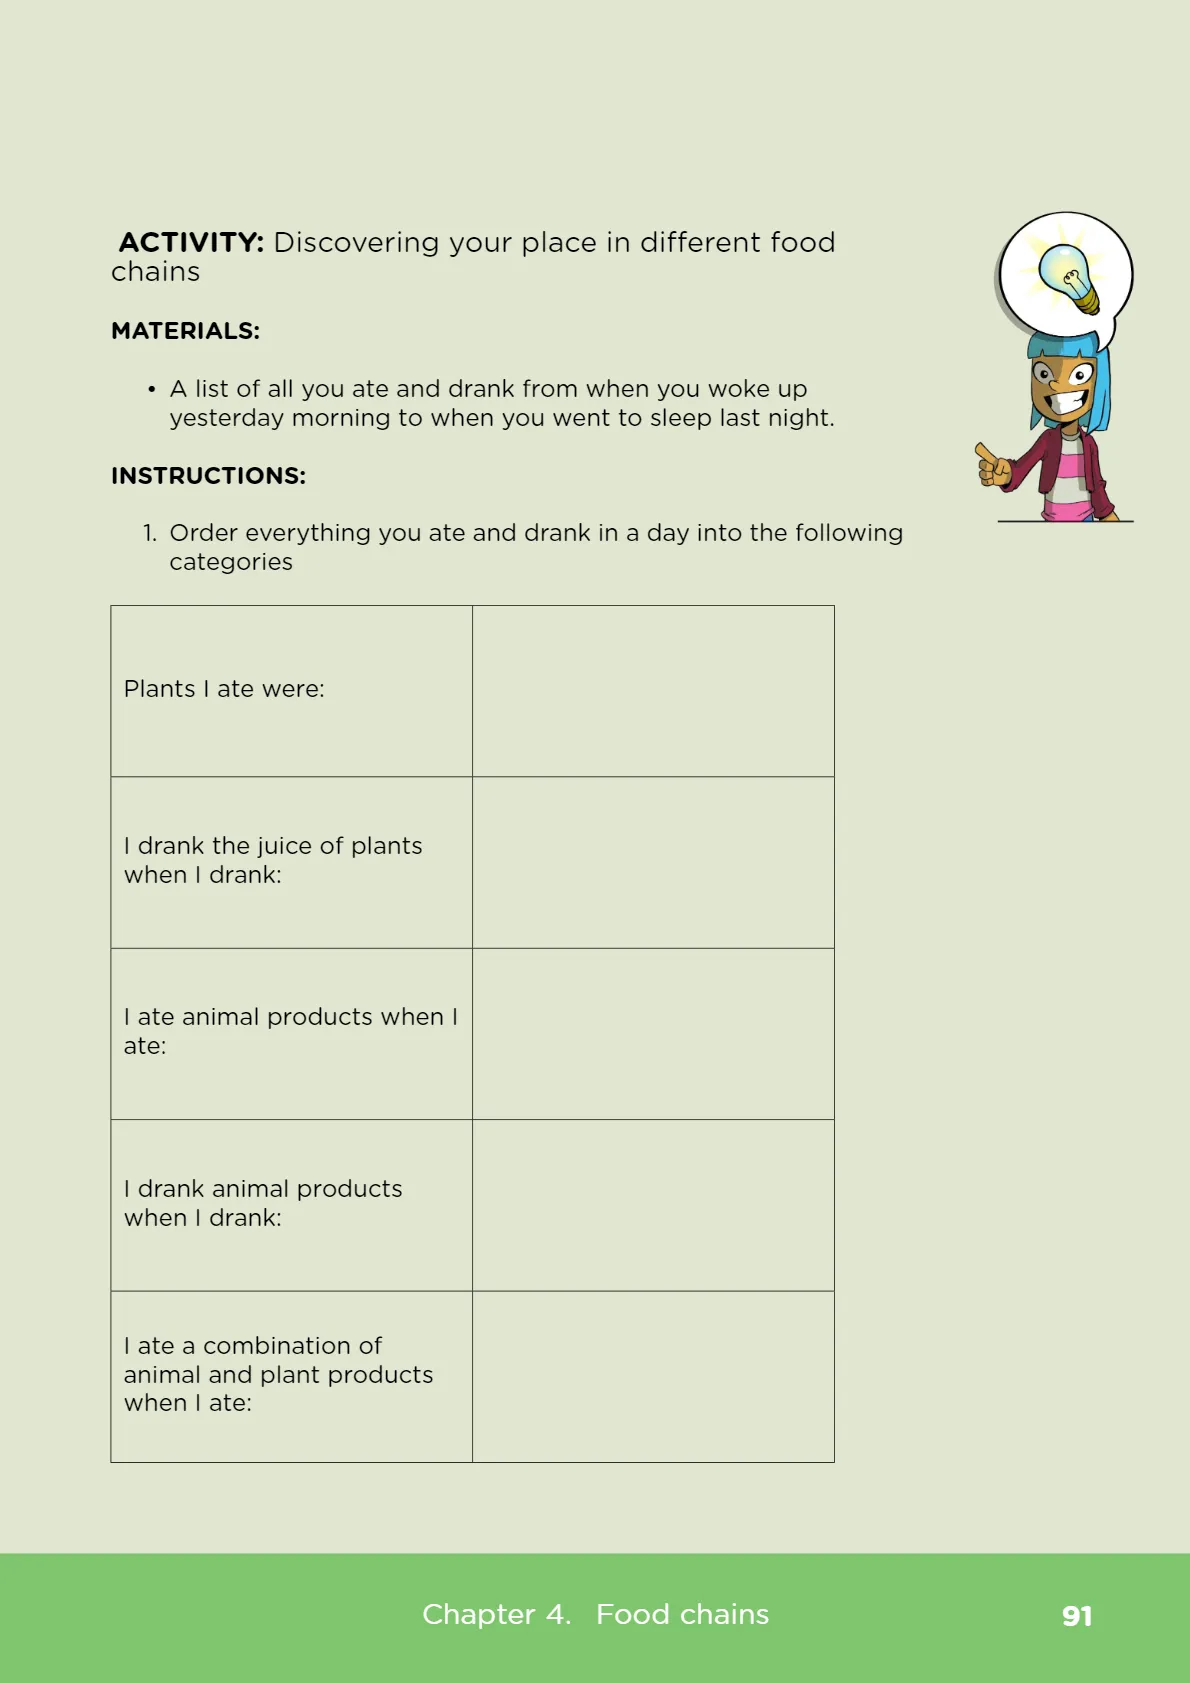 ACTIVITY: Discovering your place in different food
chains
MATERIALS:
• A list of all you ate and drank from when you woke up
yesterday morning to when you went to sleep last night.
INSTRUCTIONS:
1. Order everything you ate and drank in a day into the following
categories
Plants I ate were:
I drank the juice of plants
when I drank:
I ate animal products when I
ate:
I drank animal products
when I drank:
I ate a combination of
animal and plant products
when I ate:
Chapter 4. Food chains 91